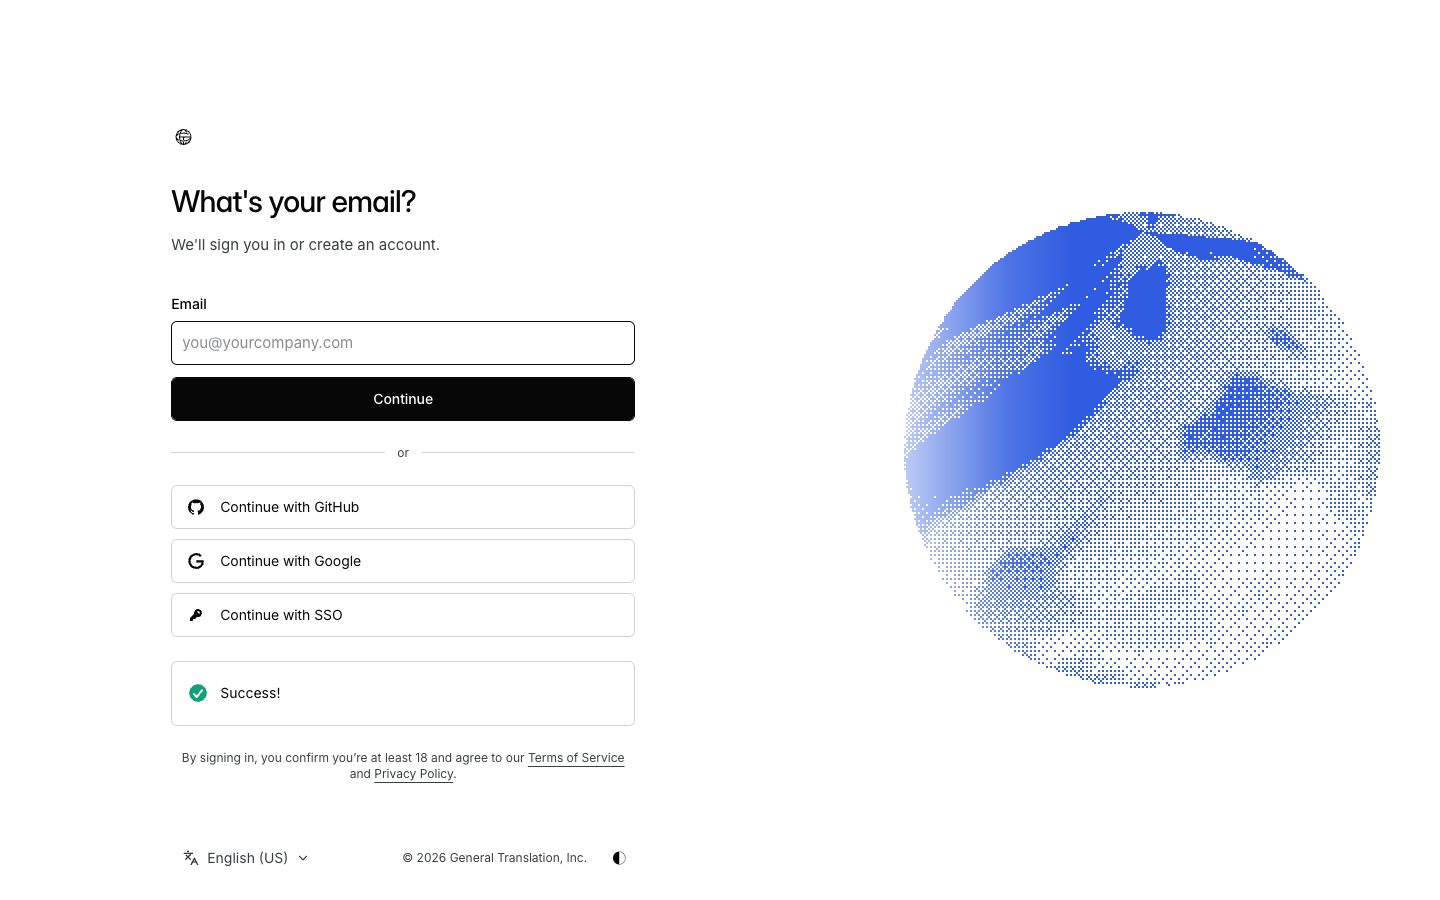 What's your email?
We'll sign you in or create an account.
Email
you@yourcompany.com
Continue
or
Continue with GitHub
Continue with Google
Continue with SSO
Success!
By signing in, you confirm you’re at least 18 and agree to our Terms of Service
and Privacy Policy.
English (US)
© 2026 General Translation, Inc.